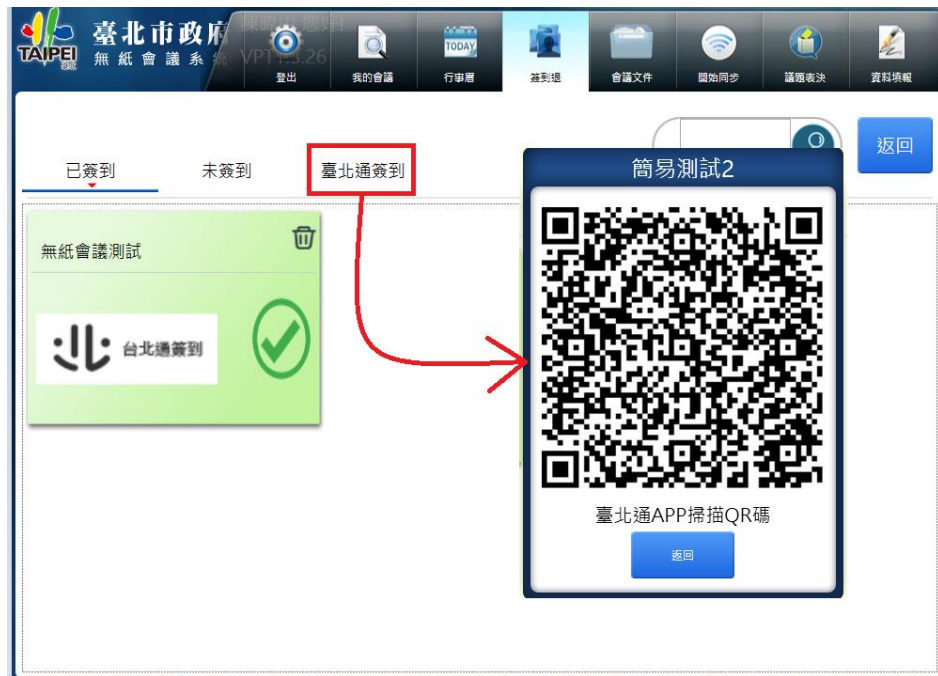 TAIPEI
臺北市政府
無紙會議系統
您好!
登出
我的會議
TODAY
行事曆
簽到退
會議文件
開始同步
議題表決
資料填報
返回
已簽到
未簽到
臺北通簽到
無紙會議測試
台北通簽到
簡易測試2
臺北通APP掃描QR碼
返回